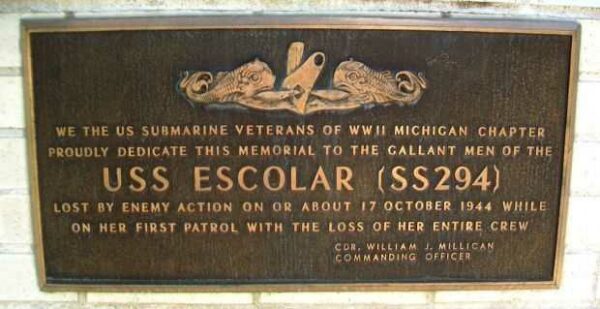 WE THE US SUBMARINE VETERANS OF WWII MICHIGAN CHAPTER
PROUDLY DEDICATE THIS MEMORIAL TO THE GALLANT MEN OF THE
USS ESCOLAR (SS294)
LOST BY ENEMY ACTION ON OR ABOUT 17 OCTOBER 1944 WHILE
ON HER FIRST PATROL WITH THE LOSS OF HER ENTIRE CREW
CDR. WILLIAM J. MILLICAN
COMMANDING OFFICER